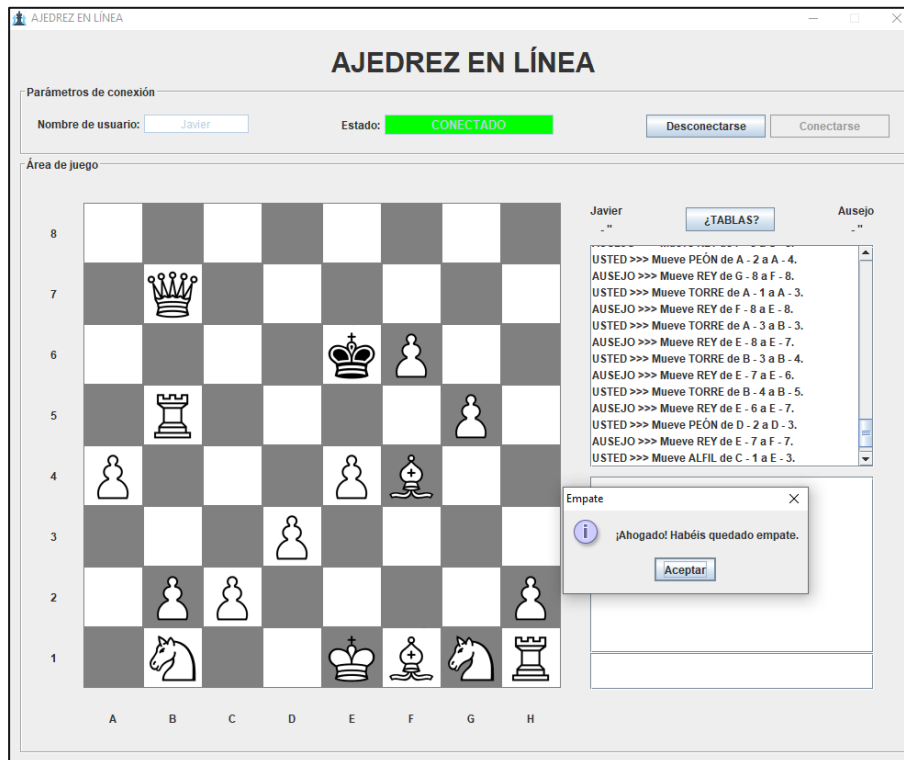 AJEDREZ EN LÍNEA
AJEDREZ EN LÍNEA
Parámetros de conexión
Nombre de usuario: Javier Estado: CONECTADO Desconectarse Conectarse
Área de juego
Javier ¿TABLAS? Ausejo
- " - "
USTED >>> Mueve PEÓN de A - 2 a A - 4.
AUSEJO >>> Mueve REY de G - 8 a F - 8.
USTED >>> Mueve TORRE de A - 1 a A - 3.
AUSEJO >>> Mueve REY de F - 8 a E - 8.
USTED >>> Mueve TORRE de A - 3 a B - 3.
AUSEJO >>> Mueve REY de E - 8 a E - 7.
USTED >>> Mueve TORRE de B - 3 a B - 4.
AUSEJO >>> Mueve REY de E - 7 a E - 6.
USTED >>> Mueve TORRE de B - 4 a B - 5.
AUSEJO >>> Mueve REY de E - 6 a E - 7.
USTED >>> Mueve PEÓN de D - 2 a D - 3.
AUSEJO >>> Mueve REY de E - 7 a F - 7.
USTED >>> Mueve ALFIL de C - 1 a E - 3.
Empate
¡Ahogado! Habéis quedado empate.
Aceptar
8
7
6
5
4
3
2
1
A B C D E F G H